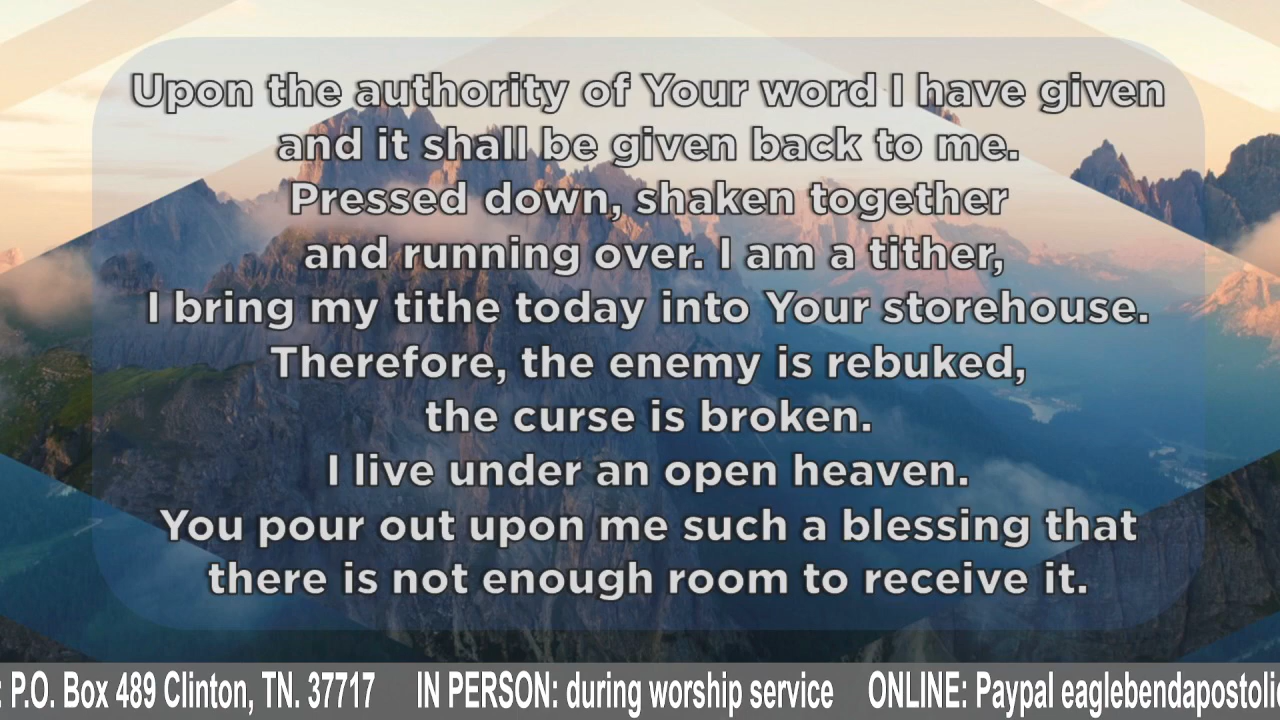 Upon the authority of Your word I have given
and it shall be given back to me.
Pressed down, shaken together
and running over. I am a tither,
I bring my tithe today into Your storehouse.
Therefore, the enemy is rebuked,
the curse is broken.
I live under an open heaven.
You pour out upon me such a blessing that
there is not enough room to receive it.
: P.O. Box 489 Clinton, TN. 37717 IN PERSON: during worship service ONLINE: Paypal